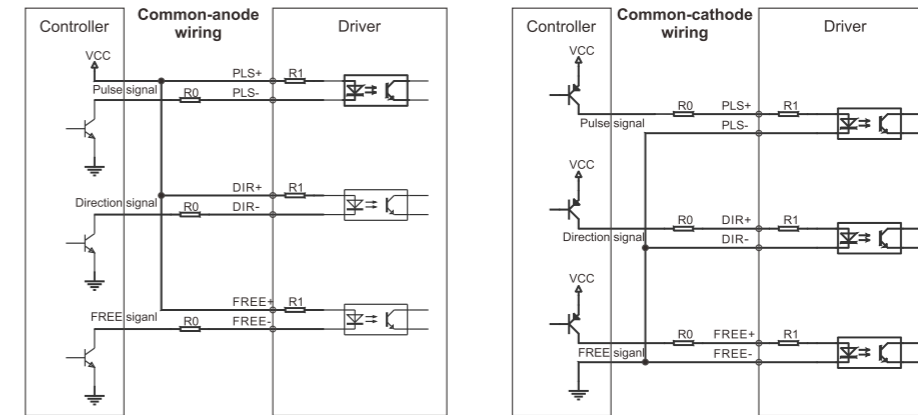 Controller
Common-anode
wiring
Driver
VCC
PLS+
R1
Pulse signal
R0
PLS-
DIR+
R1
Direction signal
R0
DIR-
FREE+
R1
FREE siganl
R0
FREE-
Controller
Common-cathode
wiring
Driver
VCC
R0
PLS+
R1
Pulse signal
PLS-
VCC
R0
DIR+
R1
Direction signal
DIR-
VCC
R0
FREE+
R1
FREE siganl
FREE-